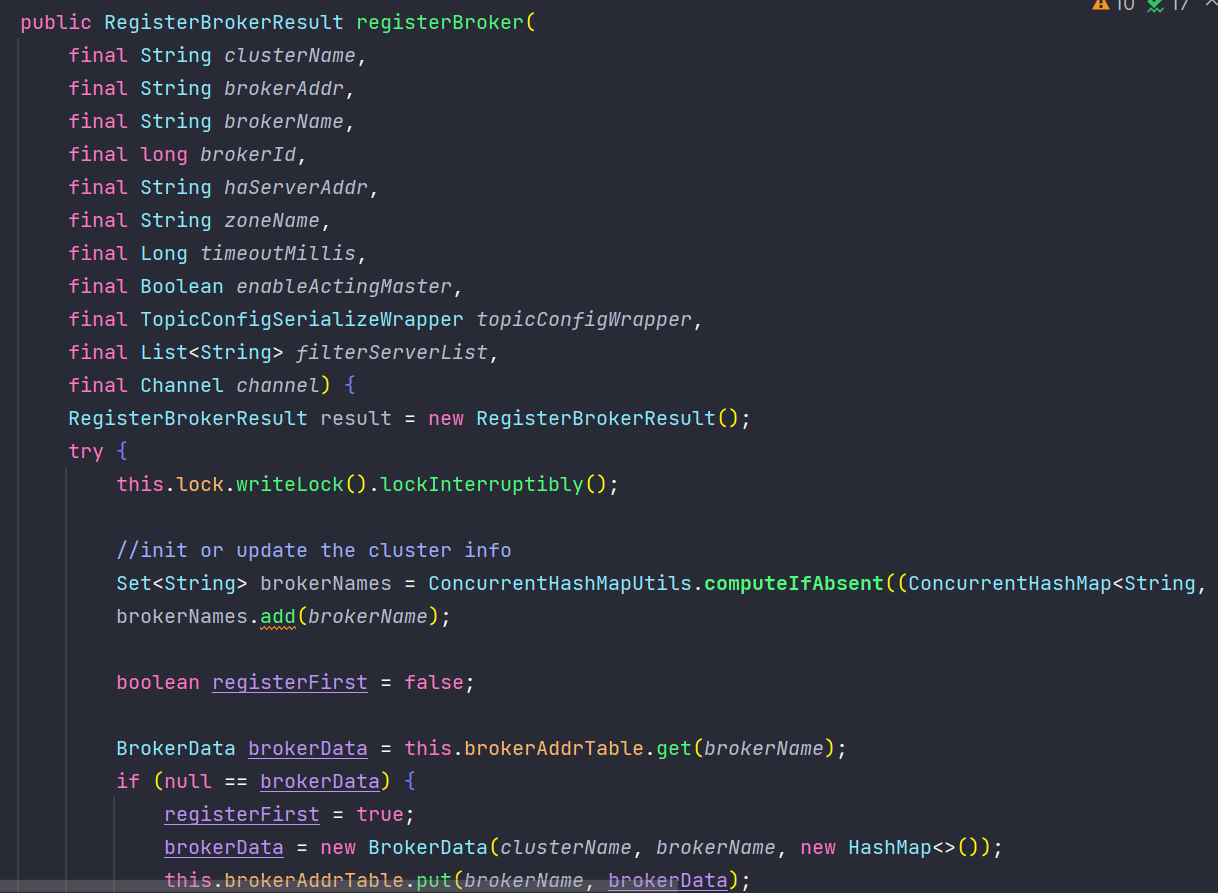 10 17
public RegisterBrokerResult registerBroker(
final String clusterName,
final String brokerAddr,
final String brokerName,
final long brokerId,
final String haServerAddr,
final String zoneName,
final Long timeoutMillis,
final Boolean enableActingMaster,
final TopicConfigSerializeWrapper topicConfigWrapper,
final List<String> filterServerList,
final Channel channel) {
RegisterBrokerResult result = new RegisterBrokerResult();
try {
this.lock.writeLock().lockInterruptibly();
//init or update the cluster info
Set<String> brokerNames = ConcurrentHashMapUtils.computeIfAbsent((ConcurrentHashMap<String,
brokerNames.add(brokerName);
boolean registerFirst = false;
BrokerData brokerData = this.brokerAddrTable.get(brokerName);
if (null == brokerData) {
registerFirst = true;
brokerData = new BrokerData(clusterName, brokerName, new HashMap<>());
this.brokerAddrTable.put(brokerName, brokerData);